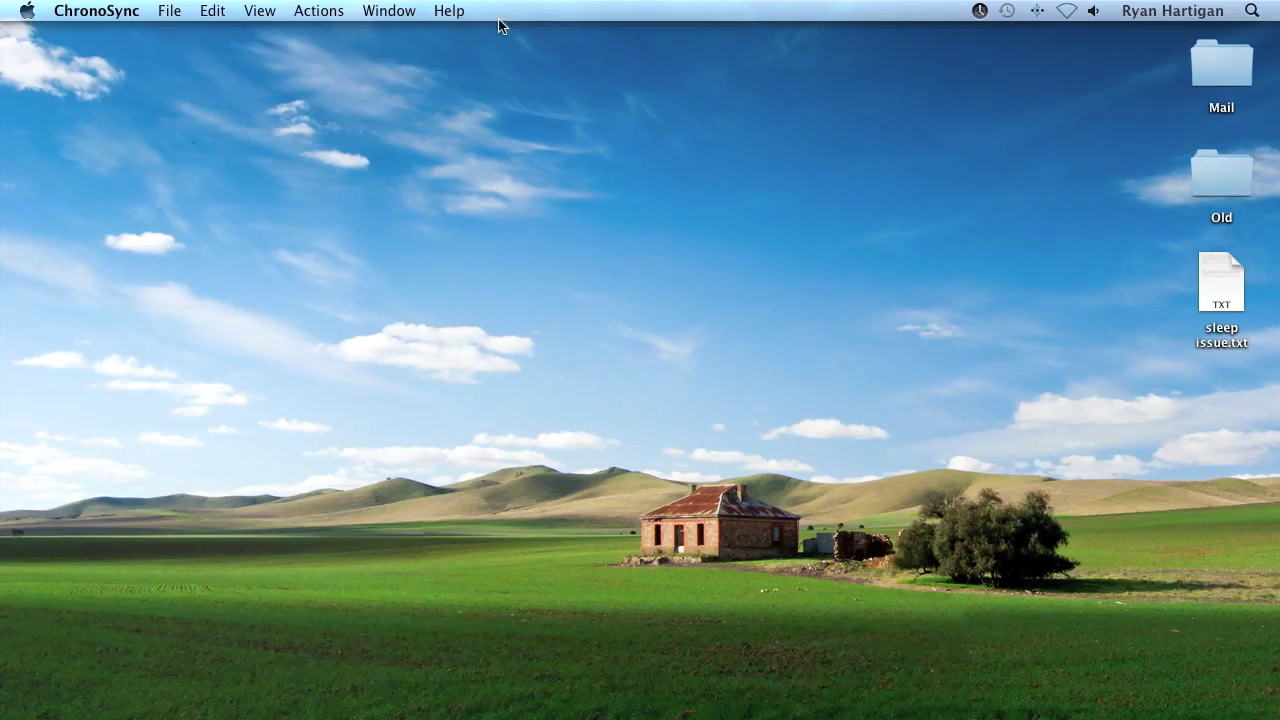 ChronoSync File Edit View Actions Window Help Ryan Hartigan
Mail
Old
TXT
sleep
issue.txt